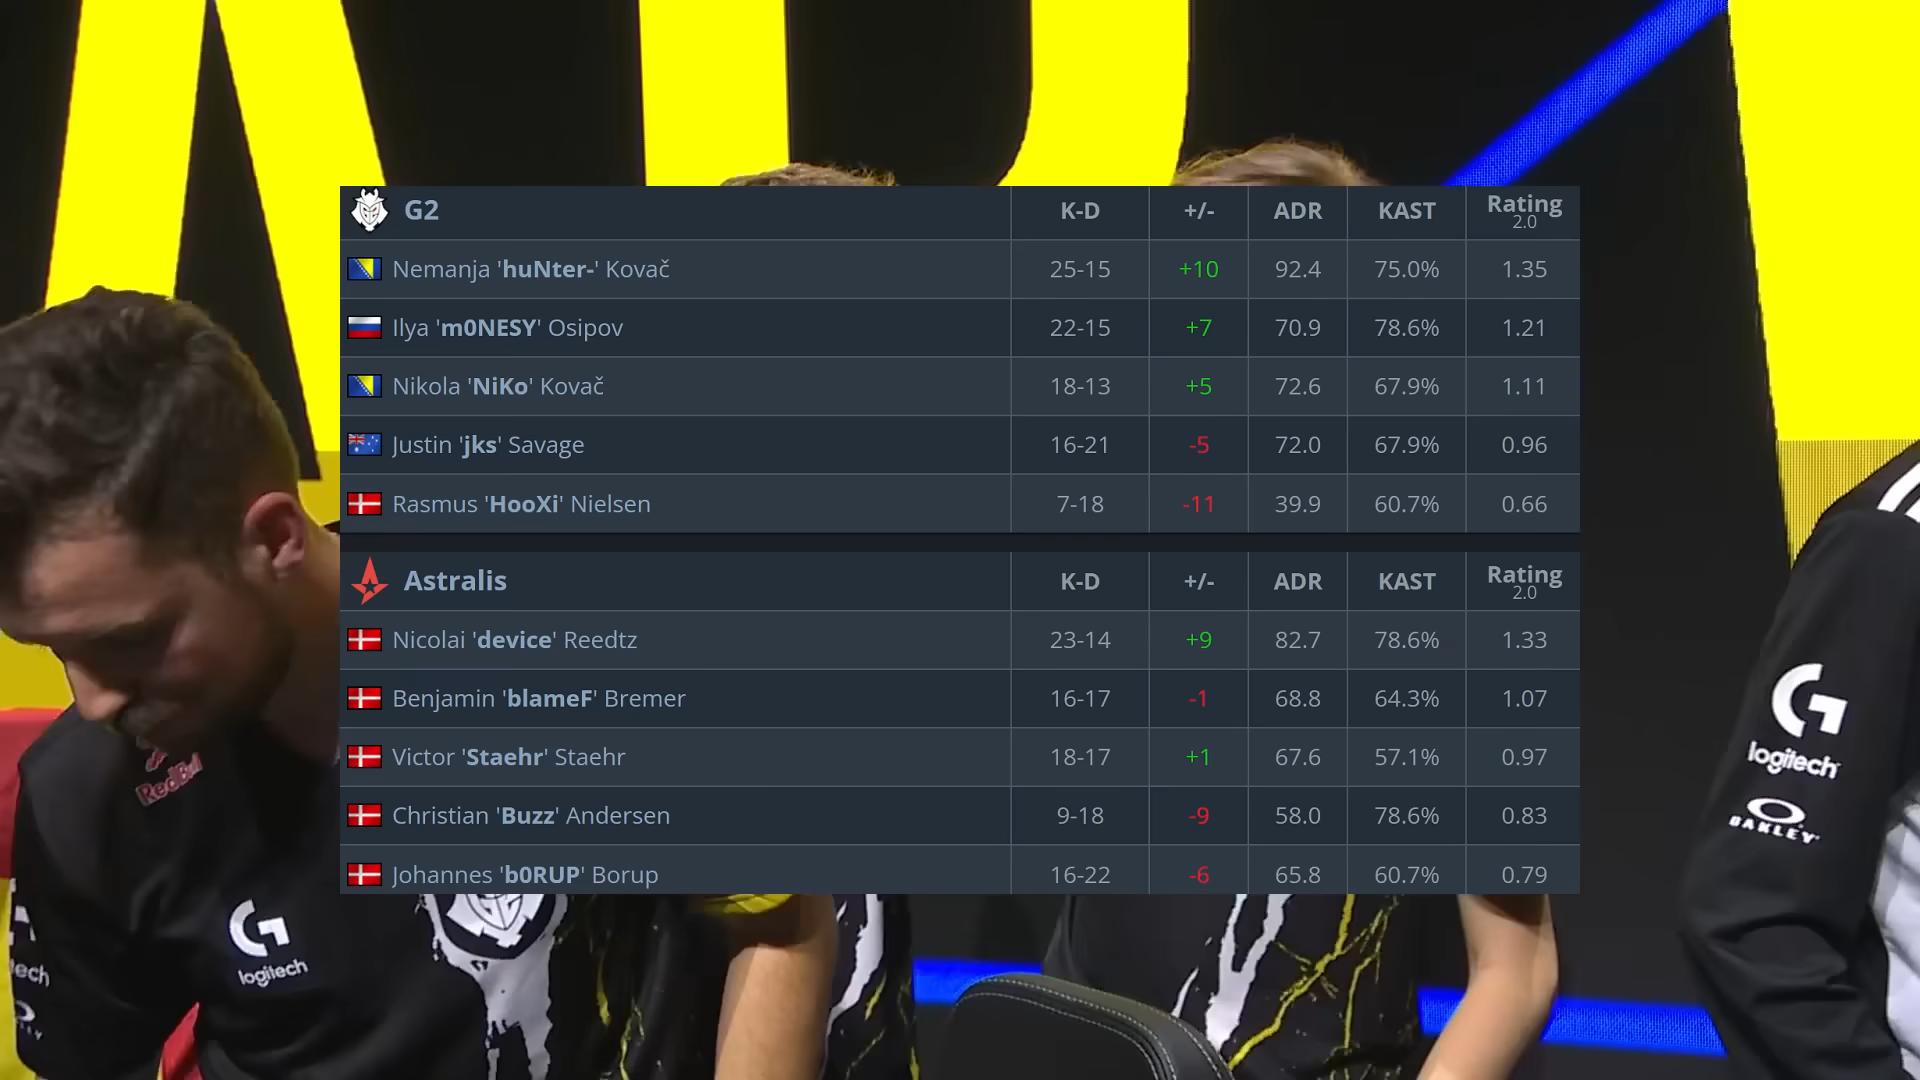 G2 K-D +/- ADR KAST Rating 2.0
Nemanja 'huNter-' Kovač 25-15 +10 92.4 75.0% 1.35
Ilya 'm0NESY' Osipov 22-15 +7 70.9 78.6% 1.21
Nikola 'NiKo' Kovač 18-13 +5 72.6 67.9% 1.11
Justin 'jks' Savage 16-21 -5 72.0 67.9% 0.96
Rasmus 'HooXi' Nielsen 7-18 -11 39.9 60.7% 0.66
Astralis K-D +/- ADR KAST Rating 2.0
Nicolai 'device' Reedtz 23-14 +9 82.7 78.6% 1.33
Benjamin 'blameF' Bremer 16-17 -1 68.8 64.3% 1.07
Victor 'Staehr' Staehr 18-17 +1 67.6 57.1% 0.97
Christian 'Buzz' Andersen 9-18 -9 58.0 78.6% 0.83
Johannes 'b0RUP' Borup 16-22 -6 65.8 60.7% 0.79
RedBull
logitech
logitech
OAKLEY